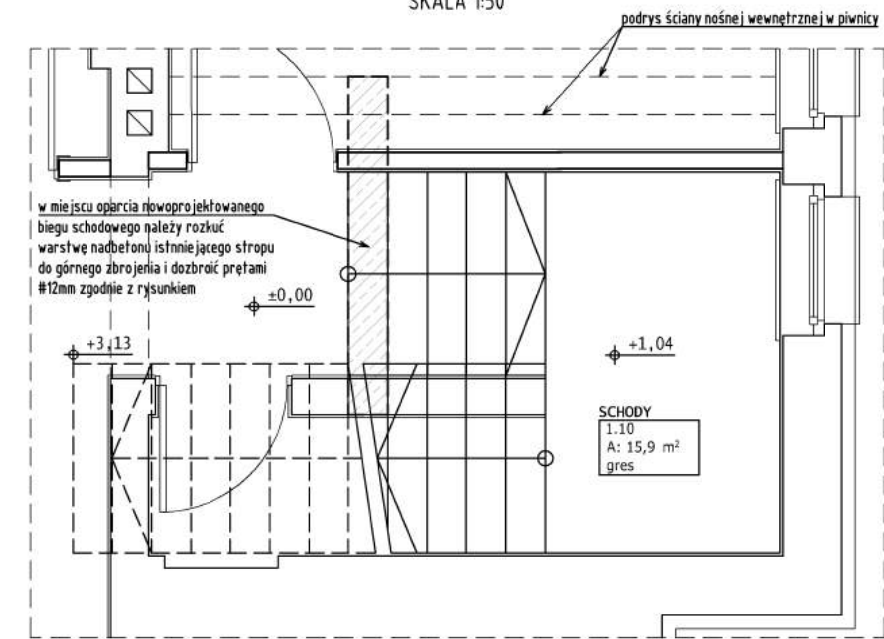 SKALA 1:50
podrys ściany nośnej wewnętrznej w piwnicy
w miejscu oparcia nowoprojektowanego
biegu schodowego należy rozkuć
warstwę nadbetonu istnniejącego stropu
do górnego zbrojenia i dozbroić prętami
#12mm zgodnie z rysunkiem
±0,00
+3,13
+1,04
SCHODY
1.10
A: 15,9 m²
gres